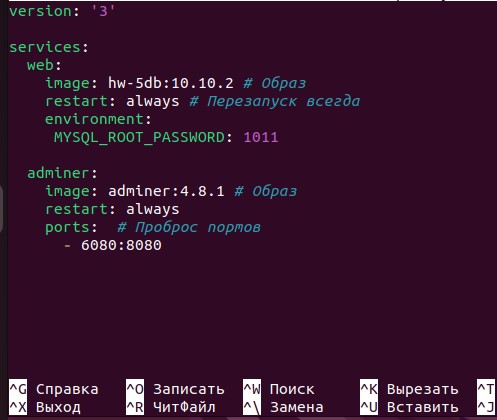 version: '3'

services:
  web:
    image: hw-5db:10.10.2 # Образ
    restart: always # Перезапуск всегда
    environment:
     MYSQL_ROOT_PASSWORD: 1011

  adminer:
    image: adminer:4.8.1 # Образ
    restart: always
    ports:  # Проброс пормов
      - 6080:8080

^G Справка ^O Записать ^W Поиск ^K Вырезать ^T
^X Выход ^R ЧитФайл ^\ Замена ^U Вставить ^J